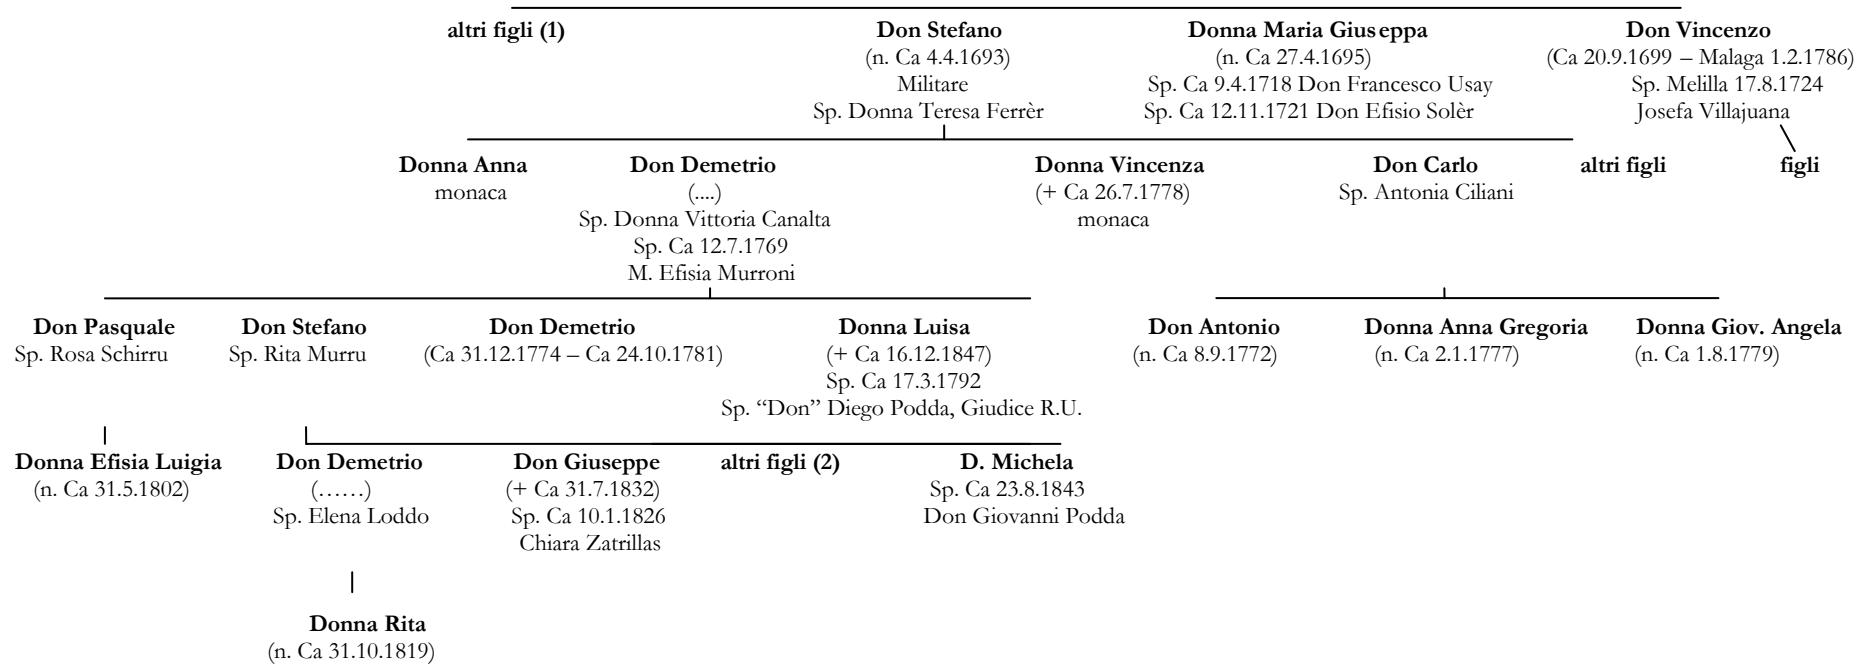 altri figli (1)
Don Stefano
(n. Ca 4.4.1693)
Militare
Sp. Donna Teresa Ferrèr
Donna Maria Giuseppa
(n. Ca 27.4.1695)
Sp. Ca 9.4.1718 Don Francesco Usay
Sp. Ca 12.11.1721 Don Efisio Solèr
Don Vincenzo
(Ca 20.9.1699 – Malaga 1.2.1786)
Sp. Melilla 17.8.1724
Josefa Villajuana
Donna Anna
monaca
Don Demetrio
(....)
Sp. Donna Vittoria Canalta
Sp. Ca 12.7.1769
M. Efisia Murroni
Donna Vincenza
(+ Ca 26.7.1778)
monaca
Don Carlo
Sp. Antonia Ciliani
altri figli
figli
Don Pasquale
Sp. Rosa Schirru
Don Stefano
Sp. Rita Murru
Don Demetrio
(Ca 31.12.1774 – Ca 24.10.1781)
Donna Luisa
(+ Ca 16.12.1847)
Sp. Ca 17.3.1792
Sp. “Don” Diego Podda, Giudice R.U.
Don Antonio
(n. Ca 8.9.1772)
Donna Anna Gregoria
(n. Ca 2.1.1777)
Donna Giov. Angela
(n. Ca 1.8.1779)
Donna Efisia Luigia
(n. Ca 31.5.1802)
Don Demetrio
(……)
Sp. Elena Loddo
Don Giuseppe
(+ Ca 31.7.1832)
Sp. Ca 10.1.1826
Chiara Zatrillas
altri figli (2)
D. Michela
Sp. Ca 23.8.1843
Don Giovanni Podda
Donna Rita
(n. Ca 31.10.1819)